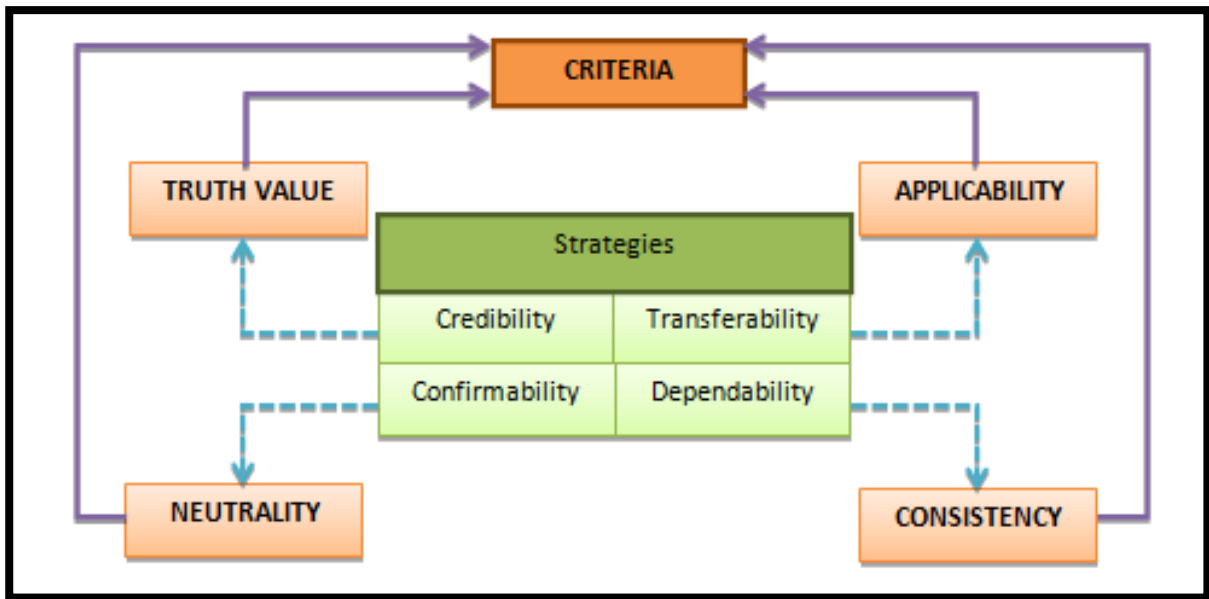 CRITERIA
TRUTH VALUE
APPLICABILITY
Strategies
Credibility
Transferability
Confirmability
Dependability
NEUTRALITY
CONSISTENCY